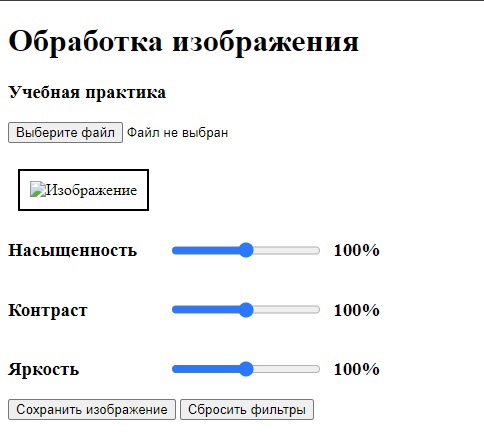 Обработка изображения
Учебная практика
Выберите файл Файл не выбран
Изображение
Насыщенность 100%
Контраст 100%
Яркость 100%
Сохранить изображение Сбросить фильтры